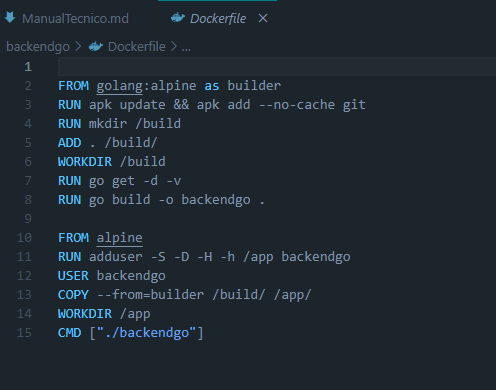 ManualTecnico.md
Dockerfile
backendgo > Dockerfile > ...
1
2 FROM golang:alpine as builder
3 RUN apk update && apk add --no-cache git
4 RUN mkdir /build
5 ADD . /build/
6 WORKDIR /build
7 RUN go get -d -v
8 RUN go build -o backendgo .
9
10 FROM alpine
11 RUN adduser -S -D -H -h /app backendgo
12 USER backendgo
13 COPY --from=builder /build/ /app/
14 WORKDIR /app
15 CMD ["./backendgo"]